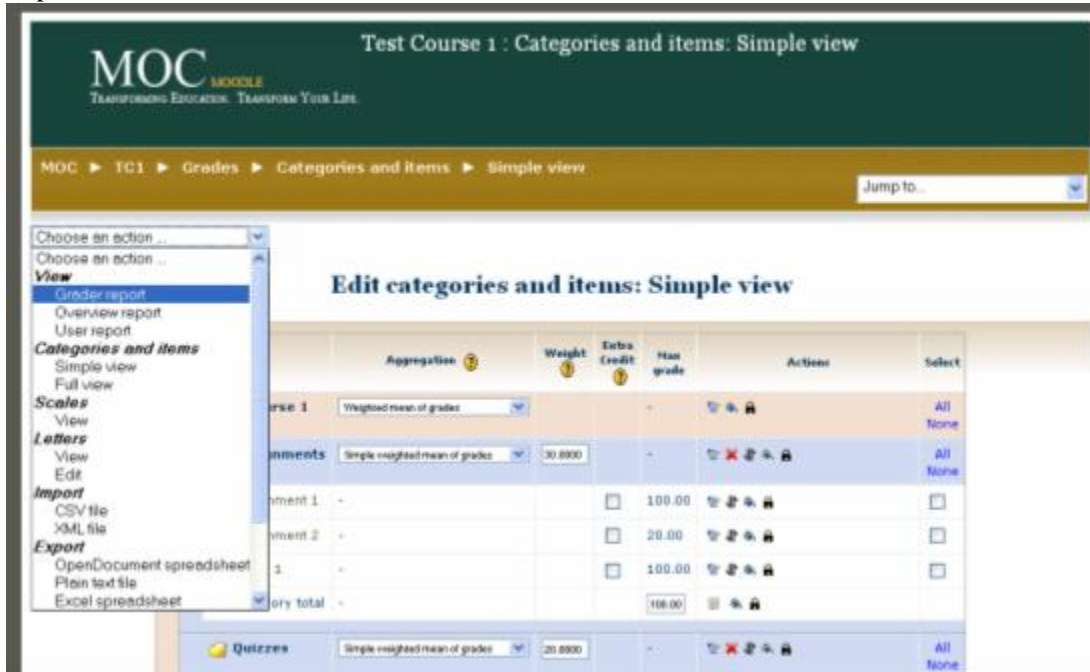 Test Course 1 : Categories and items: Simple view
MOC MOODLE
TRANSFORMING EDUCATION. TRANSFORM YOUR LIFE.
MOC ► TC1 ► Grades ► Categories and items ► Simple view
Jump to...
Choose an action ...
Choose an action ...
View
Grader report
Overview report
User report
Categories and items
Simple view
Full view
Scales
View
Letters
View
Edit
Import
CSV file
XML file
Export
OpenDocument spreadsheet
Plain text file
Excel spreadsheet
Edit categories and items: Simple view
Aggregation Weight Extra Credit Max grade Actions Select
rse 1 Weighted mean of grades - All None
nments Simple weighted mean of grades 30.0000 - All None
nment 1 - 100.00
nment 2 - 20.00
1 - 100.00
ory total - 100.00
Quizzes Simple weighted mean of grades 20.0000 - All None